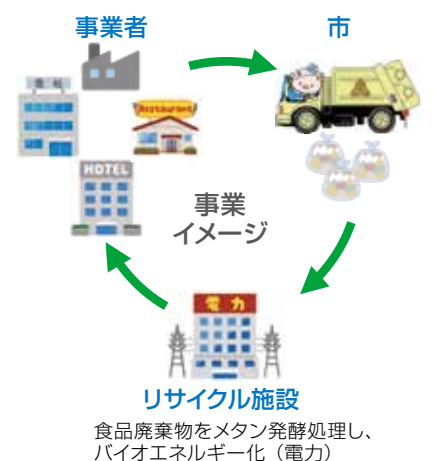 事業者
市
会社
Restaurant
HOTEL
事業
イメージ
電力
リサイクル施設
食品廃棄物をメタン発酵処理し、
バイオエネルギー化（電力）